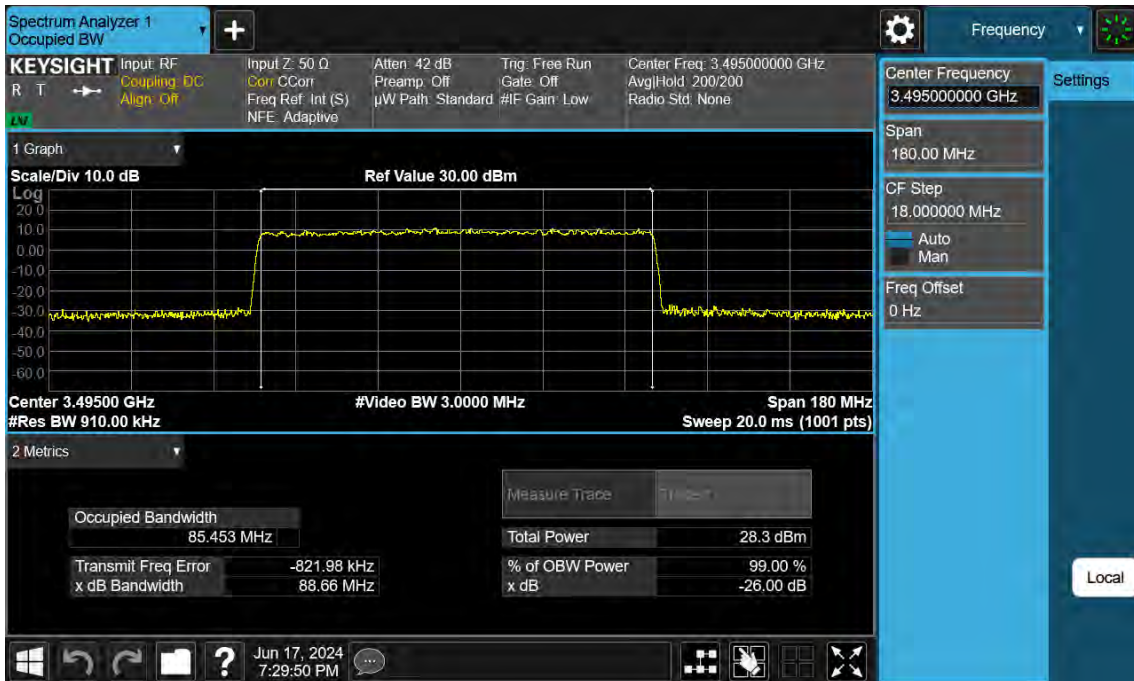 Spectrum Analyzer 1
Occupied BW
+
Frequency
KEYSIGHT
R T
LXI
Input: RF
Coupling: DC
Align: Off
Input Z: 50 Ω
Corr CCorr
Freq Ref: Int (S)
NFE: Adaptive
Atten: 42 dB
Preamp: Off
µW Path: Standard
Trig: Free Run
Gate: Off
#IF Gain: Low
Center Freq: 3.495000000 GHz
Avg|Hold: 200/200
Radio Std: None
Center Frequency
3.495000000 GHz
Settings
Span
180.00 MHz
CF Step
18.000000 MHz
Auto
Man
Freq Offset
0 Hz
Local
1 Graph
Scale/Div 10.0 dB
Ref Value 30.00 dBm
Log
20.0
10.0
0.00
-10.0
-20.0
-30.0
-40.0
-50.0
-60.0
Center 3.49500 GHz
#Video BW 3.0000 MHz
Span 180 MHz
#Res BW 910.00 kHz
Sweep 20.0 ms (1001 pts)
2 Metrics
Measure Trace
Trace 1
Occupied Bandwidth
85.453 MHz
Total Power 28.3 dBm
Transmit Freq Error -821.98 kHz
% of OBW Power 99.00 %
x dB Bandwidth 88.66 MHz
x dB -26.00 dB
?
Jun 17, 2024
7:29:50 PM